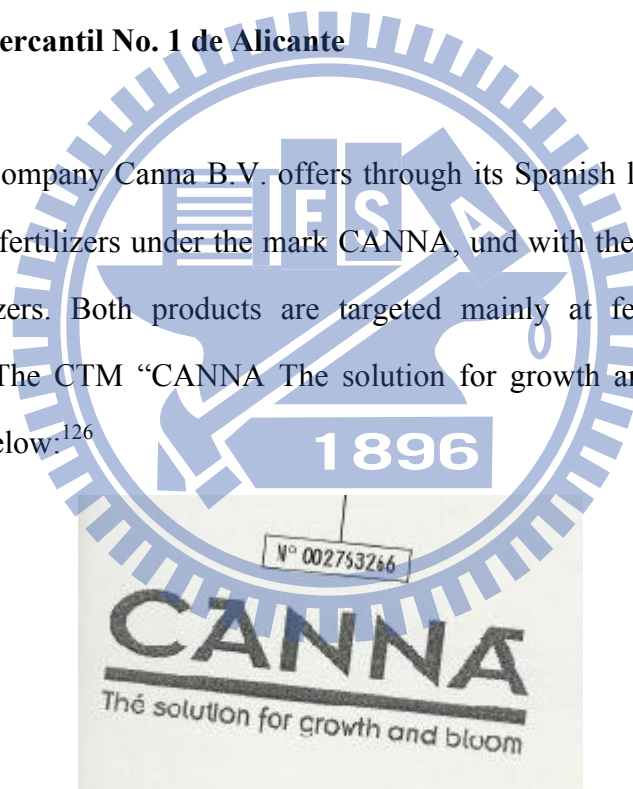 ercantil No. 1 de Alicante
ompany Canna B.V. offers through its Spanish l
fertilizers under the mark CANNA, und with the
zers. Both products are targeted mainly at fe
The CTM “CANNA The solution for growth ar
elow:126
ES
A
1896
N° 002753266
CANNA
Thé solution for growth and bloom